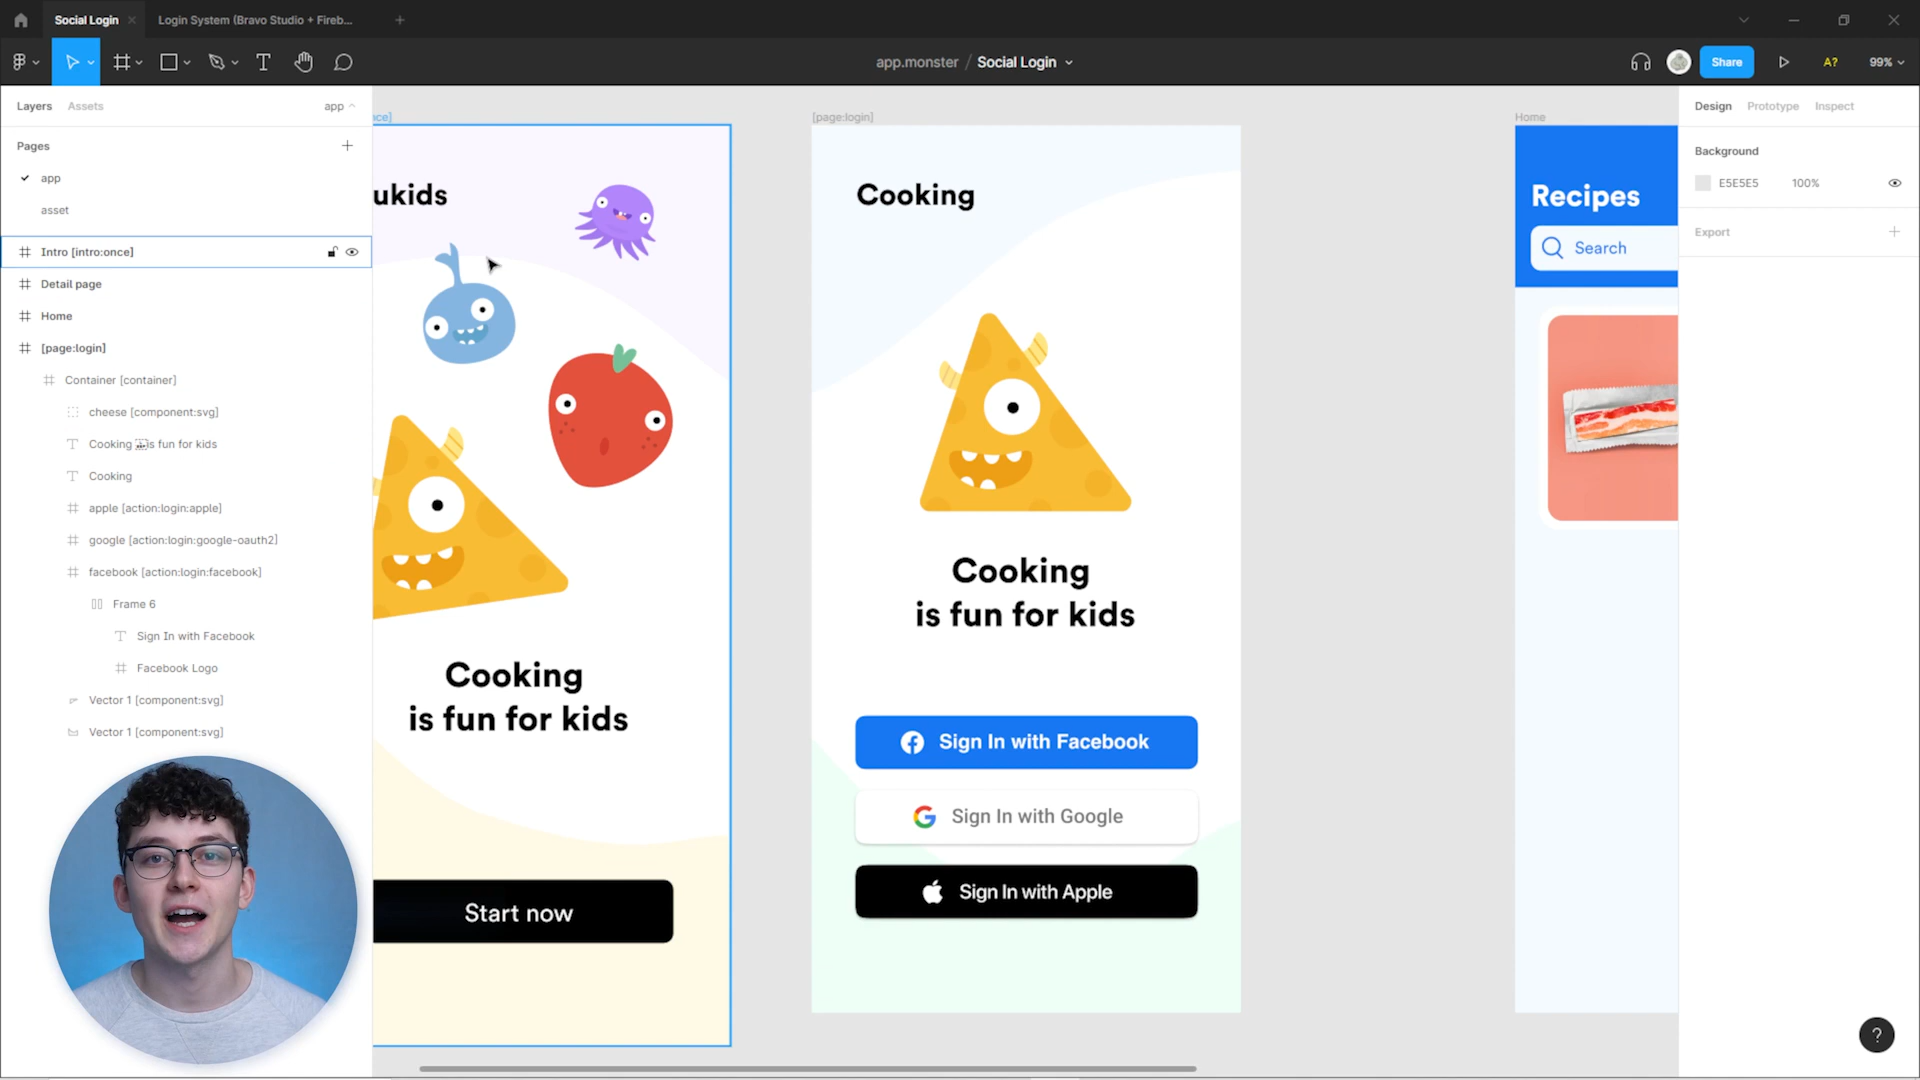 Social Login
Login System (Bravo Studio + Fireb...
app.monster / Social Login
Share
A?
99%
Layers
Assets
app
Pages
app
asset
Intro [intro:once]
Detail page
Home
[page:login]
Container [container]
cheese [component:svg]
Cooking is fun for kids
Cooking
apple [action:login:apple]
google [action:login:google-oauth2]
facebook [action:login:facebook]
Frame 6
Sign In with Facebook
Facebook Logo
Vector 1 [component:svg]
Vector 1 [component:svg]
nce]
ukids
Cooking
is fun for kids
Start now
[page:login]
Cooking
Cooking
is fun for kids
Sign In with Facebook
Sign In with Google
Sign In with Apple
Home
Recipes
Search
Design
Prototype
Inspect
Background
E5E5E5
100%
Export
?